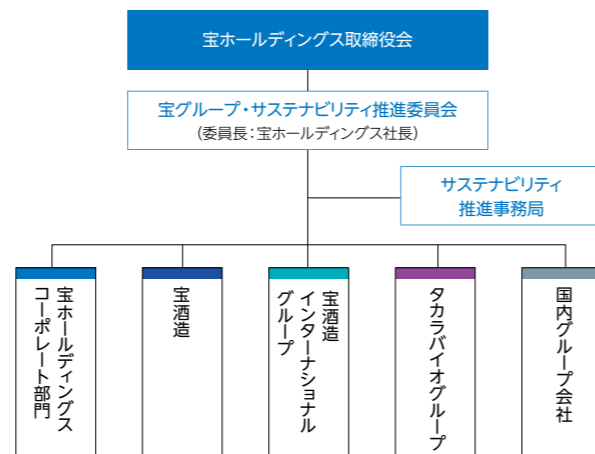 宝ホールディングス取締役会
宝グループ・サステナビリティ推進委員会
(委員長：宝ホールディングス社長)
サステナビリティ
推進事務局
宝ホールディングス
コーポレート部門
宝酒造
宝酒造
インターナショナル
グループ
タカラバイオグループ
国内グループ会社